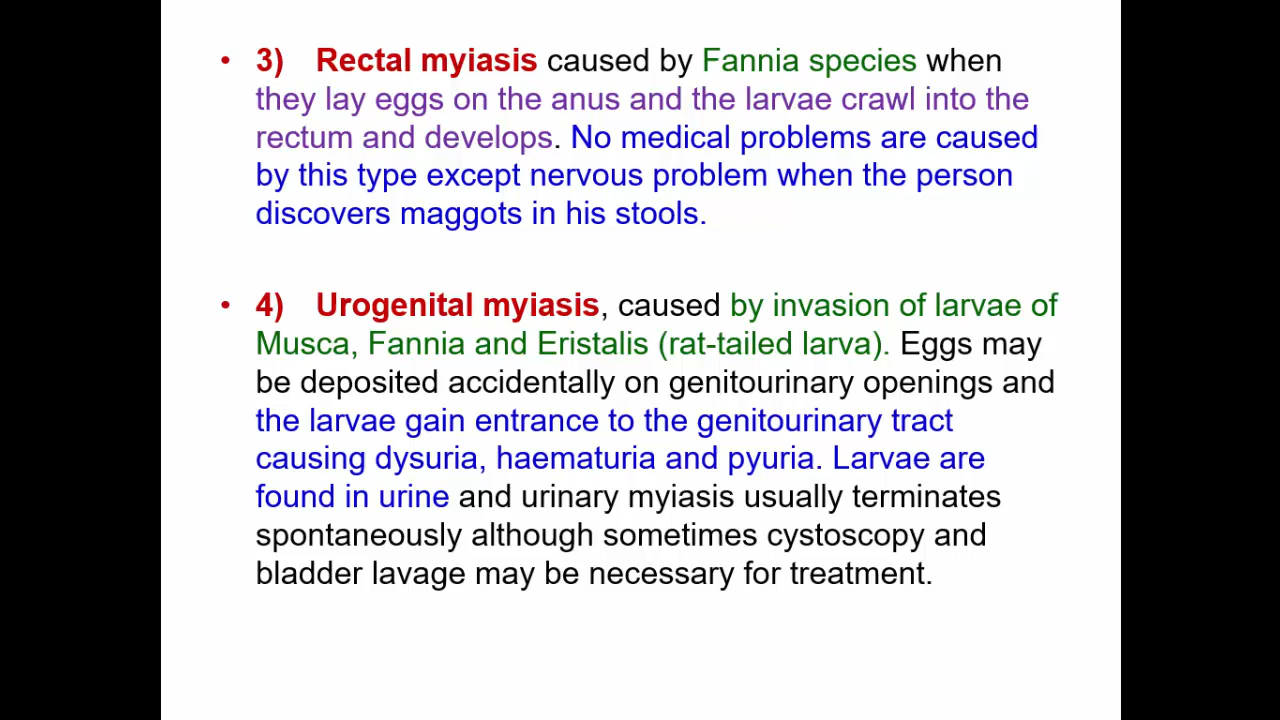 • 3) Rectal myiasis caused by Fannia species when
they lay eggs on the anus and the larvae crawl into the
rectum and develops. No medical problems are caused
by this type except nervous problem when the person
discovers maggots in his stools.
• 4) Urogenital myiasis, caused by invasion of larvae of
Musca, Fannia and Eristalis (rat-tailed larva). Eggs may
be deposited accidentally on genitourinary openings and
the larvae gain entrance to the genitourinary tract
causing dysuria, haematuria and pyuria. Larvae are
found in urine and urinary myiasis usually terminates
spontaneously although sometimes cystoscopy and
bladder lavage may be necessary for treatment.